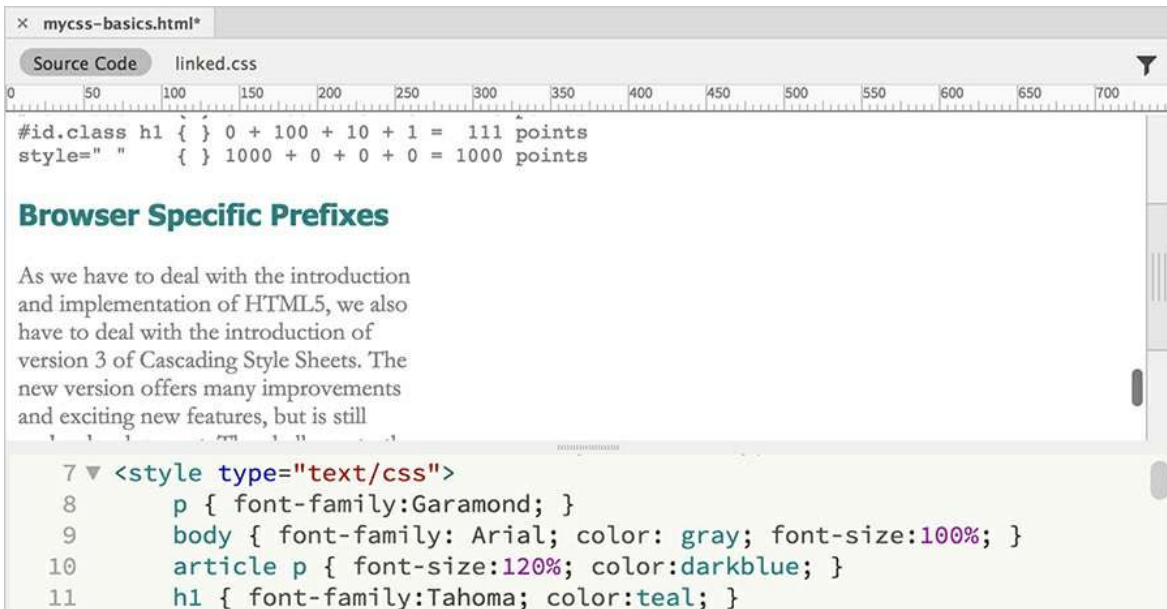 × mycss-basics.html*
Source Code linked.css
0 50 100 150 200 250 300 350 400 450 500 550 600 650 700
#id.class h1 { } 0 + 100 + 10 + 1 = 111 points
style=" " { } 1000 + 0 + 0 + 0 = 1000 points
Browser Specific Prefixes
As we have to deal with the introduction
and implementation of HTML5, we also
have to deal with the introduction of
version 3 of Cascading Style Sheets. The
new version offers many improvements
and exciting new features, but is still
7 ▼ <style type="text/css">
8 p { font-family:Garamond; }
9 body { font-family: Arial; color: gray; font-size:100%; }
10 article p { font-size:120%; color:darkblue; }
11 h1 { font-family:Tahoma; color:teal; }